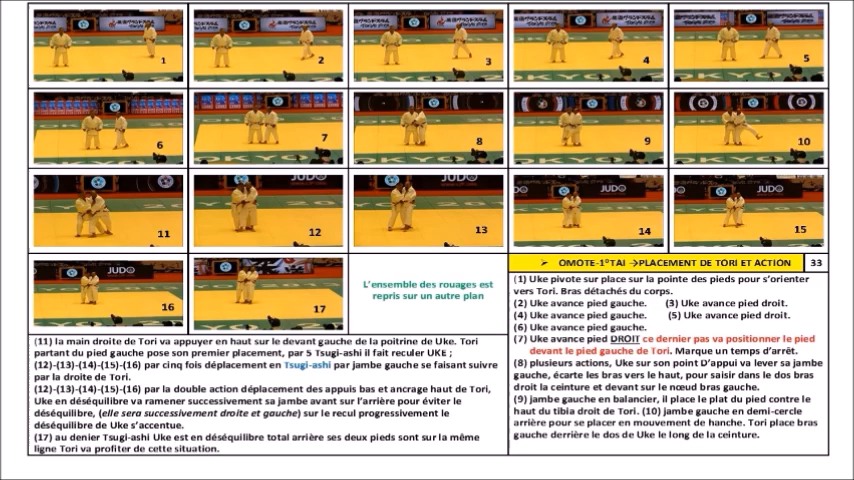 1
2
3
4
5
6
7
8
9
10
11
12
13
14
15
JUDO
16
17
L'ensemble des rouages est
repris sur un autre plan
➢ OMOTE-1°TAI →PLACEMENT DE TORI ET ACTION
33
(1) Uke pivote sur place sur la pointe des pieds pour s'orienter
vers Tori. Bras détachés du corps.
(2) Uke avance pied gauche. (3) Uke avance pied droit.
(4) Uke avance pied gauche. (5) Uke avance pied droit.
(6) Uke avance pied gauche.
(7) Uke avance pied DROIT ce dernier pas va positionner le pied
devant le pied gauche de Tori. Marque un temps d'arrêt.
(8) plusieurs actions, Uke sur son point D'appui va lever sa jambe
gauche, écarte les bras vers le haut, pour saisir dans le dos bras
droit la ceinture et devant sur le nœud bras gauche.
(9) jambe gauche en balancier, il place le plat du pied contre le
haut du tibia droit de Tori. (10) jambe gauche en demi-cercle
arrière pour se placer en mouvement de hanche. Tori place bras
gauche derrière le dos de Uke le long de la ceinture.
(11) la main droite de Tori va appuyer en haut sur le devant gauche de la poitrine de Uke. Tori
partant du pied gauche pose son premier placement, par 5 Tsugi-ashi il fait reculer UKE ;
(12)-(13)-(14)-(15)-(16) par cinq fois déplacement en Tsugi-ashi par jambe gauche se faisant suivre
par la droite de Tori.
(12)-(13)-(14)-(15)-(16) par la double action déplacement des appuis bas et ancrage haut de Tori,
Uke en déséquilibre va ramener successivement sa jambe avant sur l'arrière pour éviter le
déséquilibre, (elle sera successivement droite et gauche) sur le recul progressivement le
déséquilibre de Uke s'accentue.
(17) au denier Tsugi-ashi Uke est en déséquilibre total arrière ses deux pieds sont sur la même
ligne Tori va profiter de cette situation.